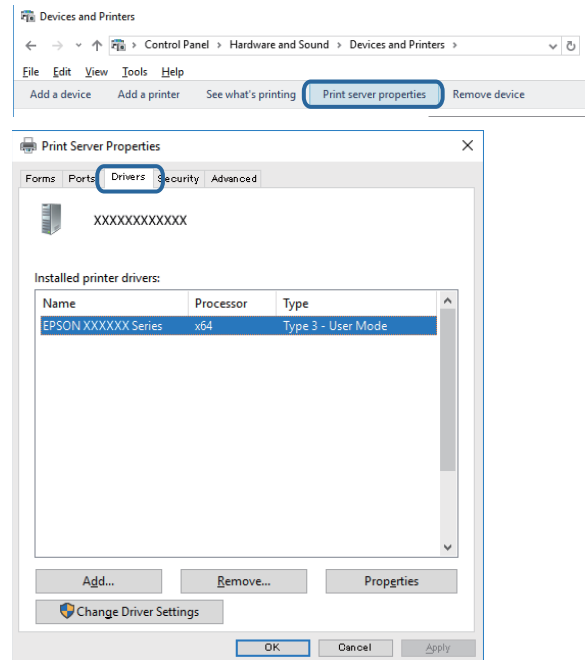 Devices and Printers
Control Panel > Hardware and Sound > Devices and Printers >
File Edit View Tools Help
Add a device Add a printer See what's printing Print server properties Remove device
Print Server Properties
Forms Ports Drivers Security Advanced
XXXXXXXXXXXX
Installed printer drivers:
Name Processor Type
EPSON XXXXXX Series x64 Type 3 - User Mode
Add... Remove... Properties
Change Driver Settings
OK Cancel Apply